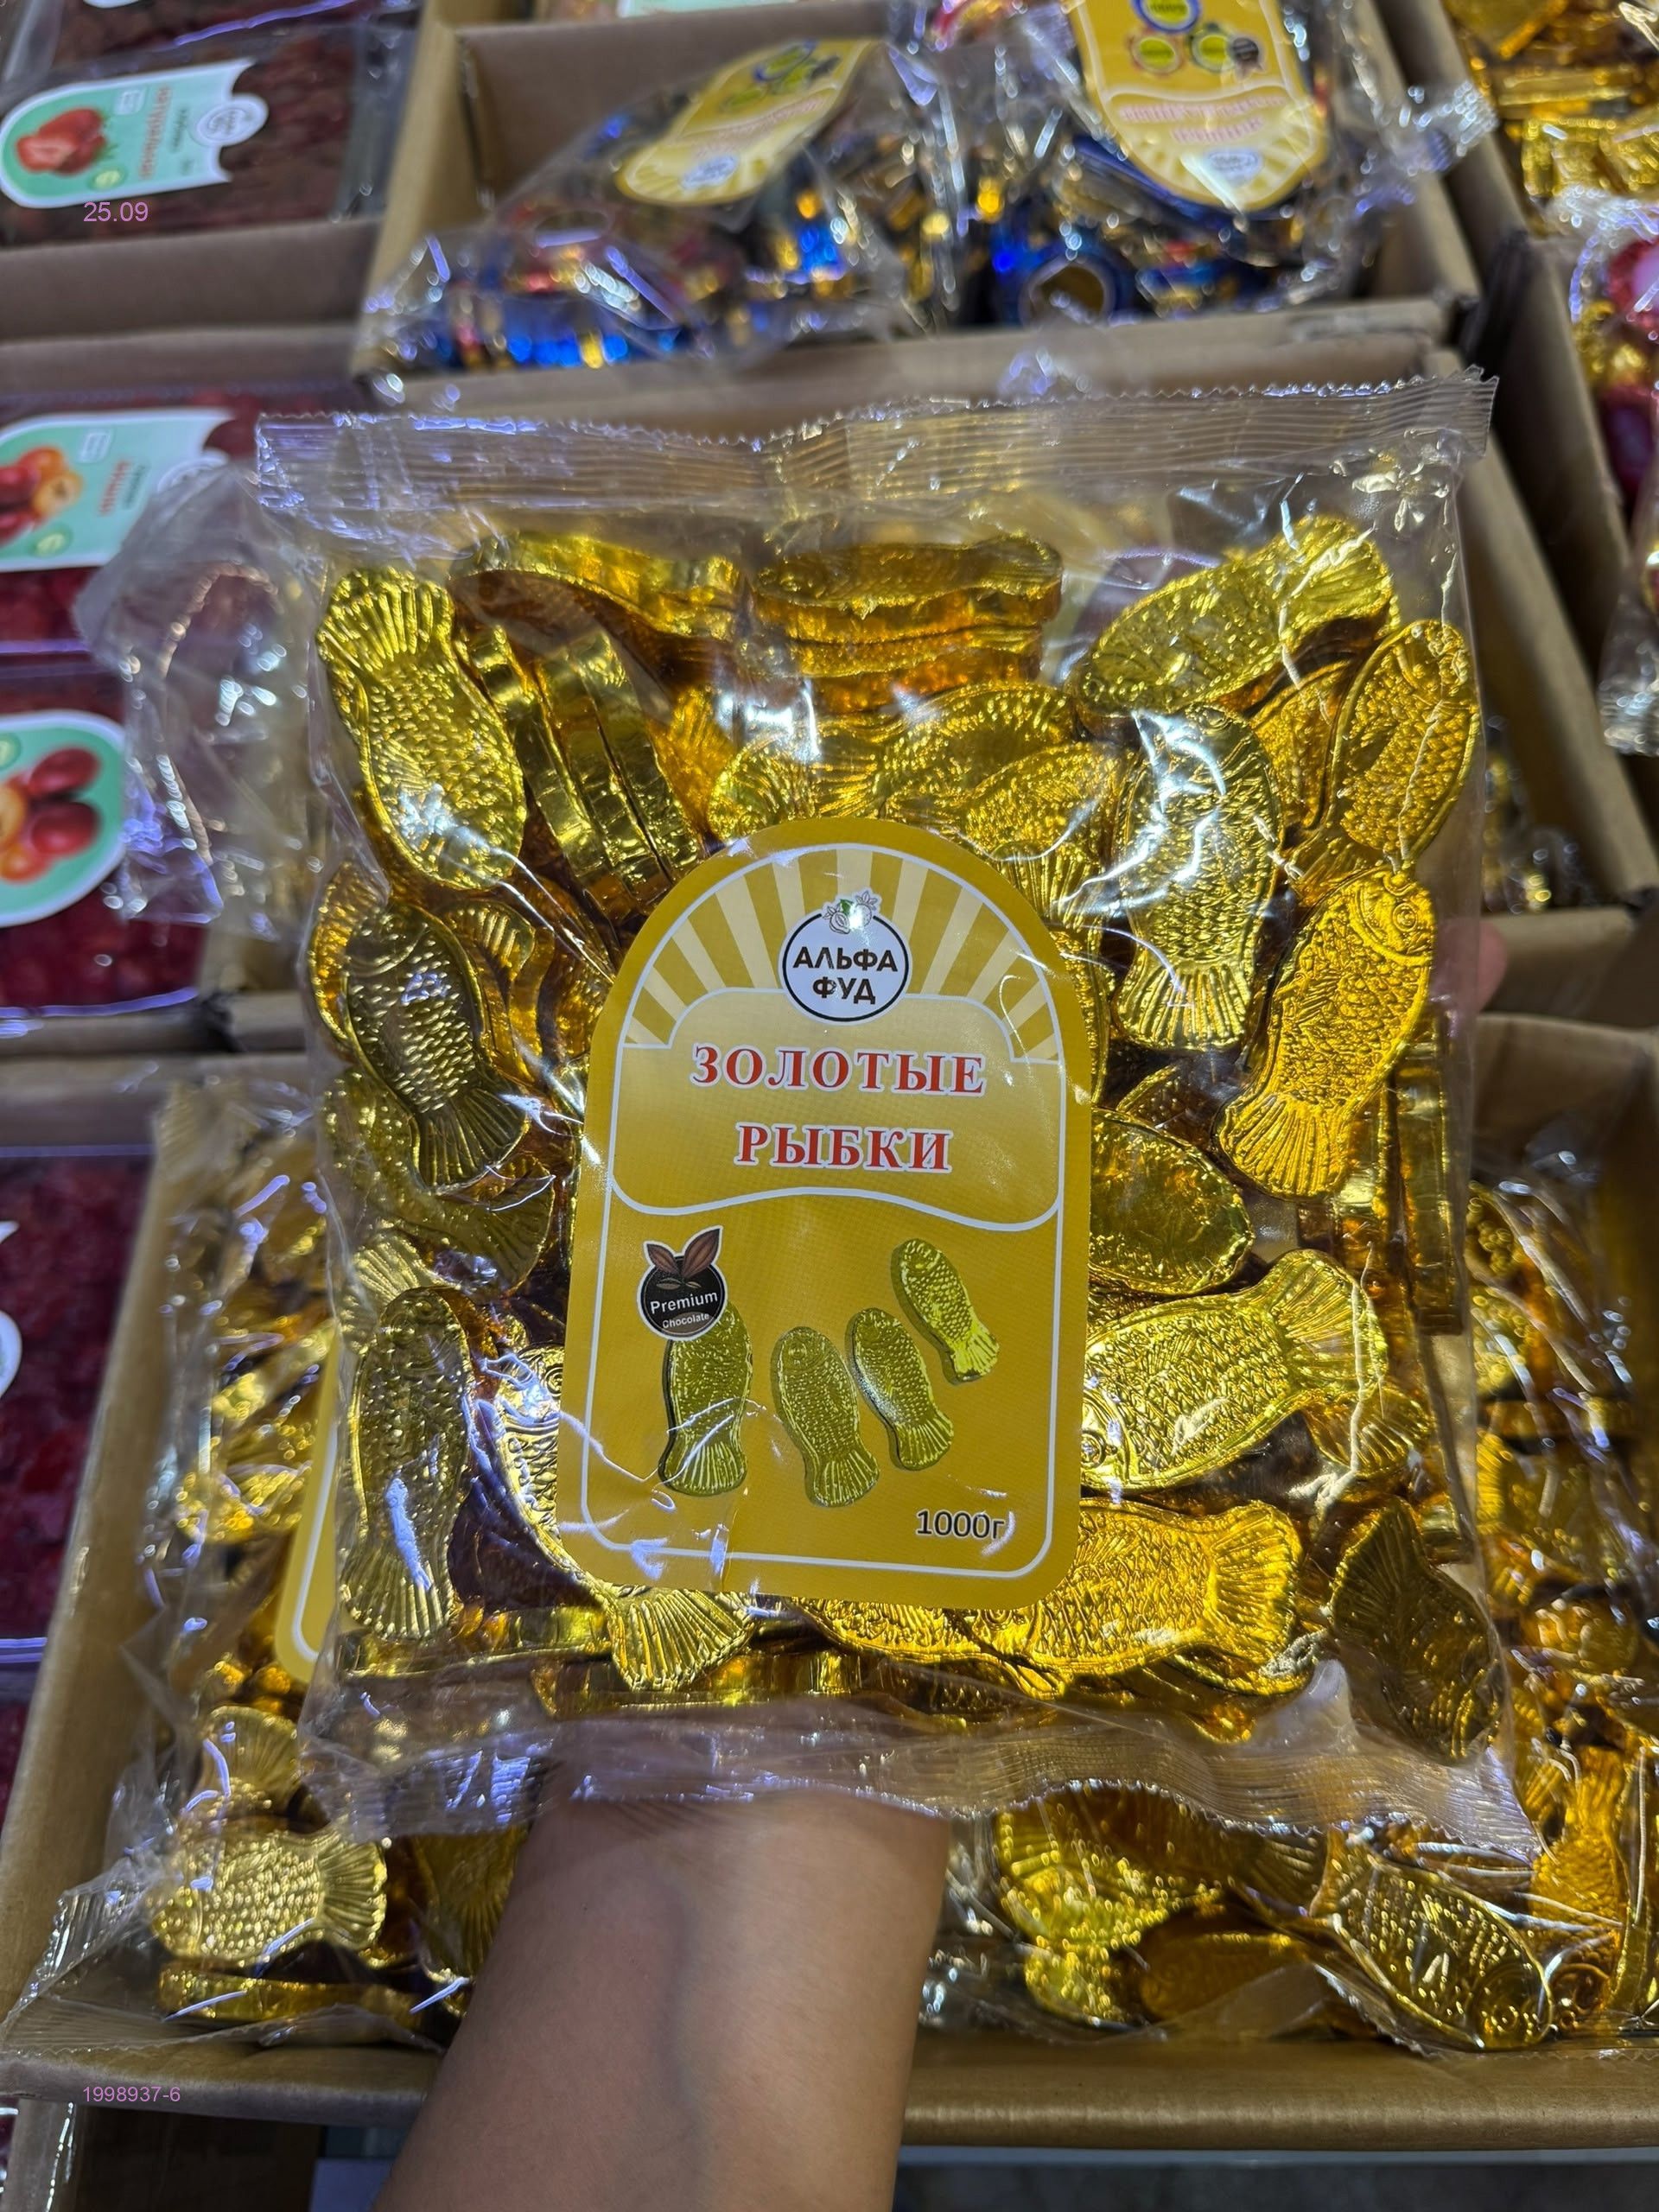 25.09
АЛЬФА
ФУД
ЗОЛОТЫЕ
РЫБКИ
Premium
Chocolate
1000г
1998937-6